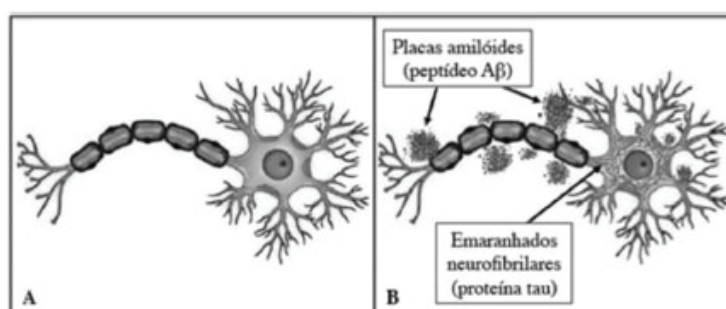 Placas amilóides
(peptídeo Aβ)
Emaranhados
neurofibrilares
(proteína tau)
A
B